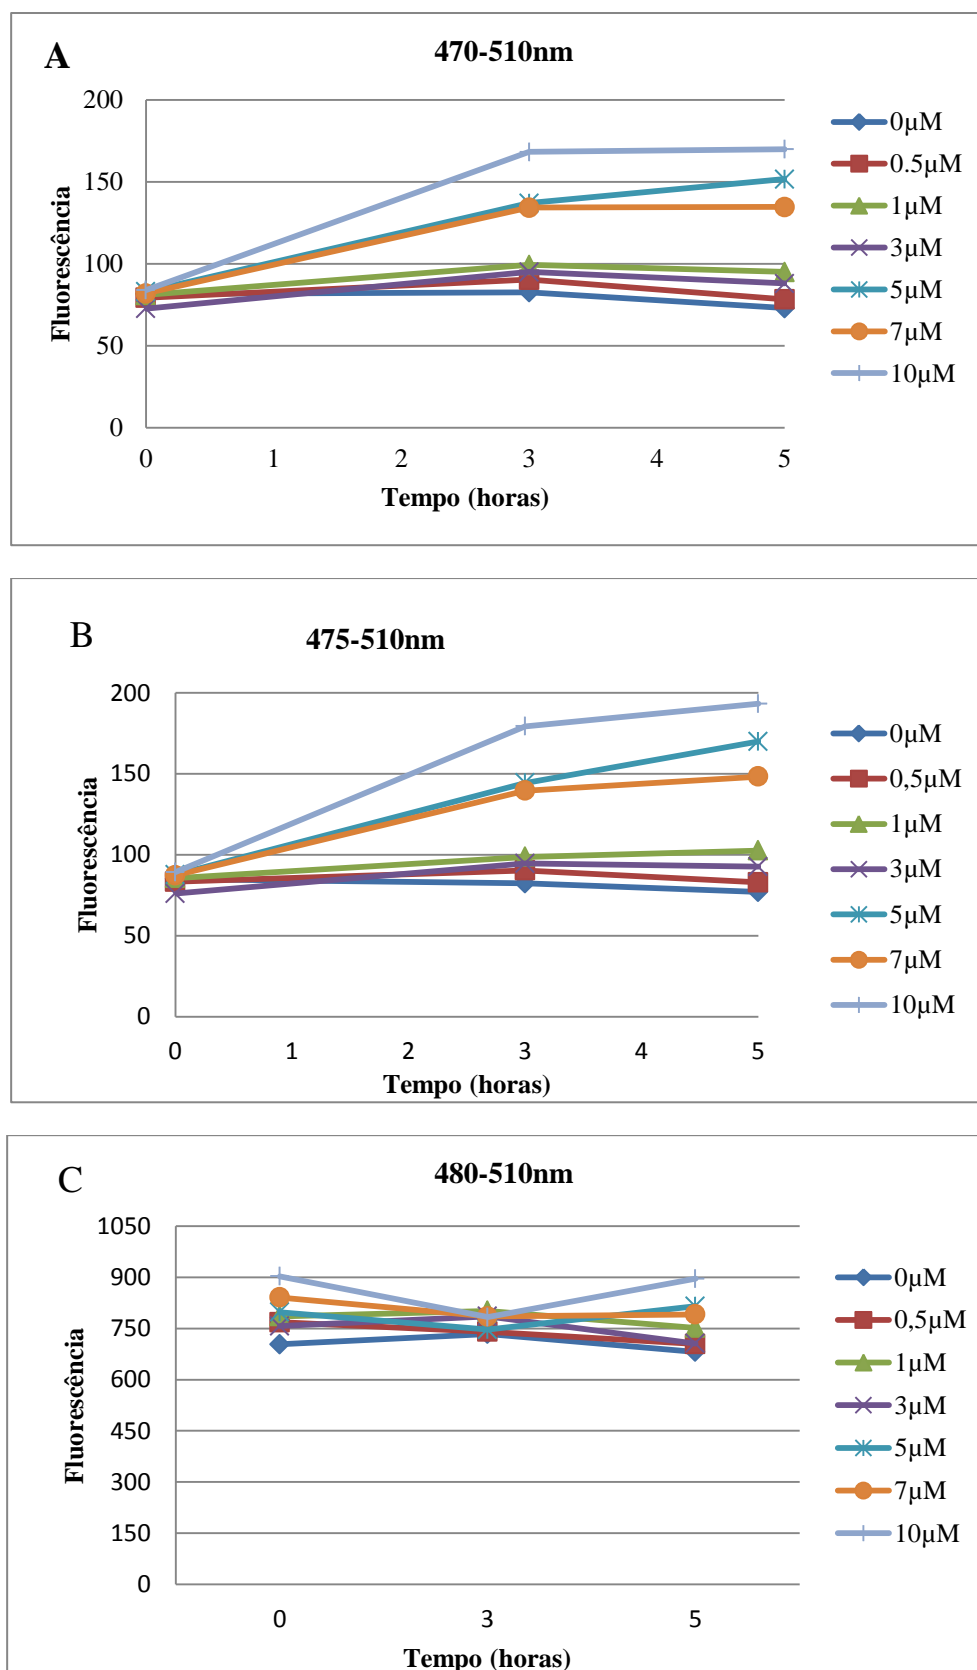 A
470-510nm
200
150
100
50
0
Fluorescência
0 1 2 3 4 5
Tempo (horas)
0µM
0.5µM
1µM
3µM
5µM
7µM
10µM
B
475-510nm
200
150
100
50
0
Fluorescência
0 1 2 3 4 5
Tempo (horas)
0µM
0,5µM
1µM
3µM
5µM
7µM
10µM
C
480-510nm
1050
900
750
600
450
300
150
0
Fluorescência
0 3 5
Tempo (horas)
0µM
0,5µM
1µM
3µM
5µM
7µM
10µM